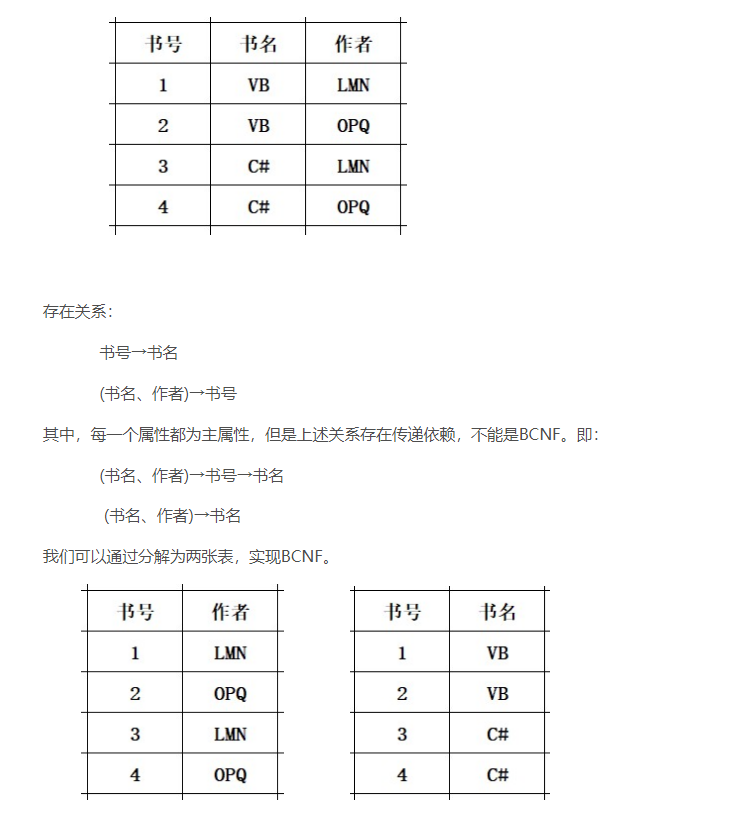 书号 书名 作者
1 VB LMN
2 VB OPQ
3 C# LMN
4 C# OPQ
存在关系：
书号→书名
(书名、作者)→书号
其中，每一个属性都为主属性，但是上述关系存在传递依赖，不能是BCNF。即：
(书名、作者)→书号→书名
(书名、作者)→书名
我们可以通过分解为两张表，实现BCNF。
书号 作者
1 LMN
2 OPQ
3 LMN
4 OPQ
书号 书名
1 VB
2 VB
3 C#
4 C#